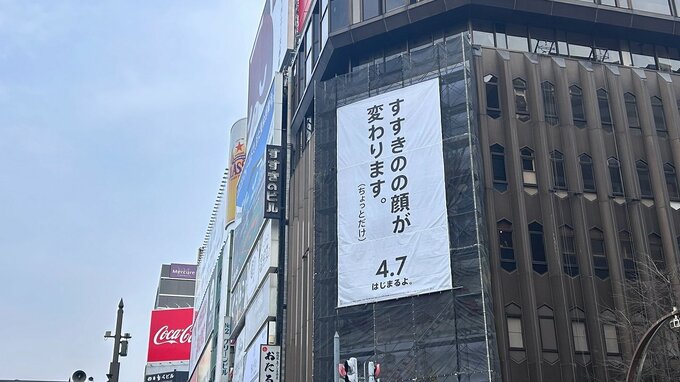 すすきのの顔が
変わります。
(ちょっとだけ)
4.7
はじまるよ。
すすきのビル
Mercure
Coca-Cola
N2